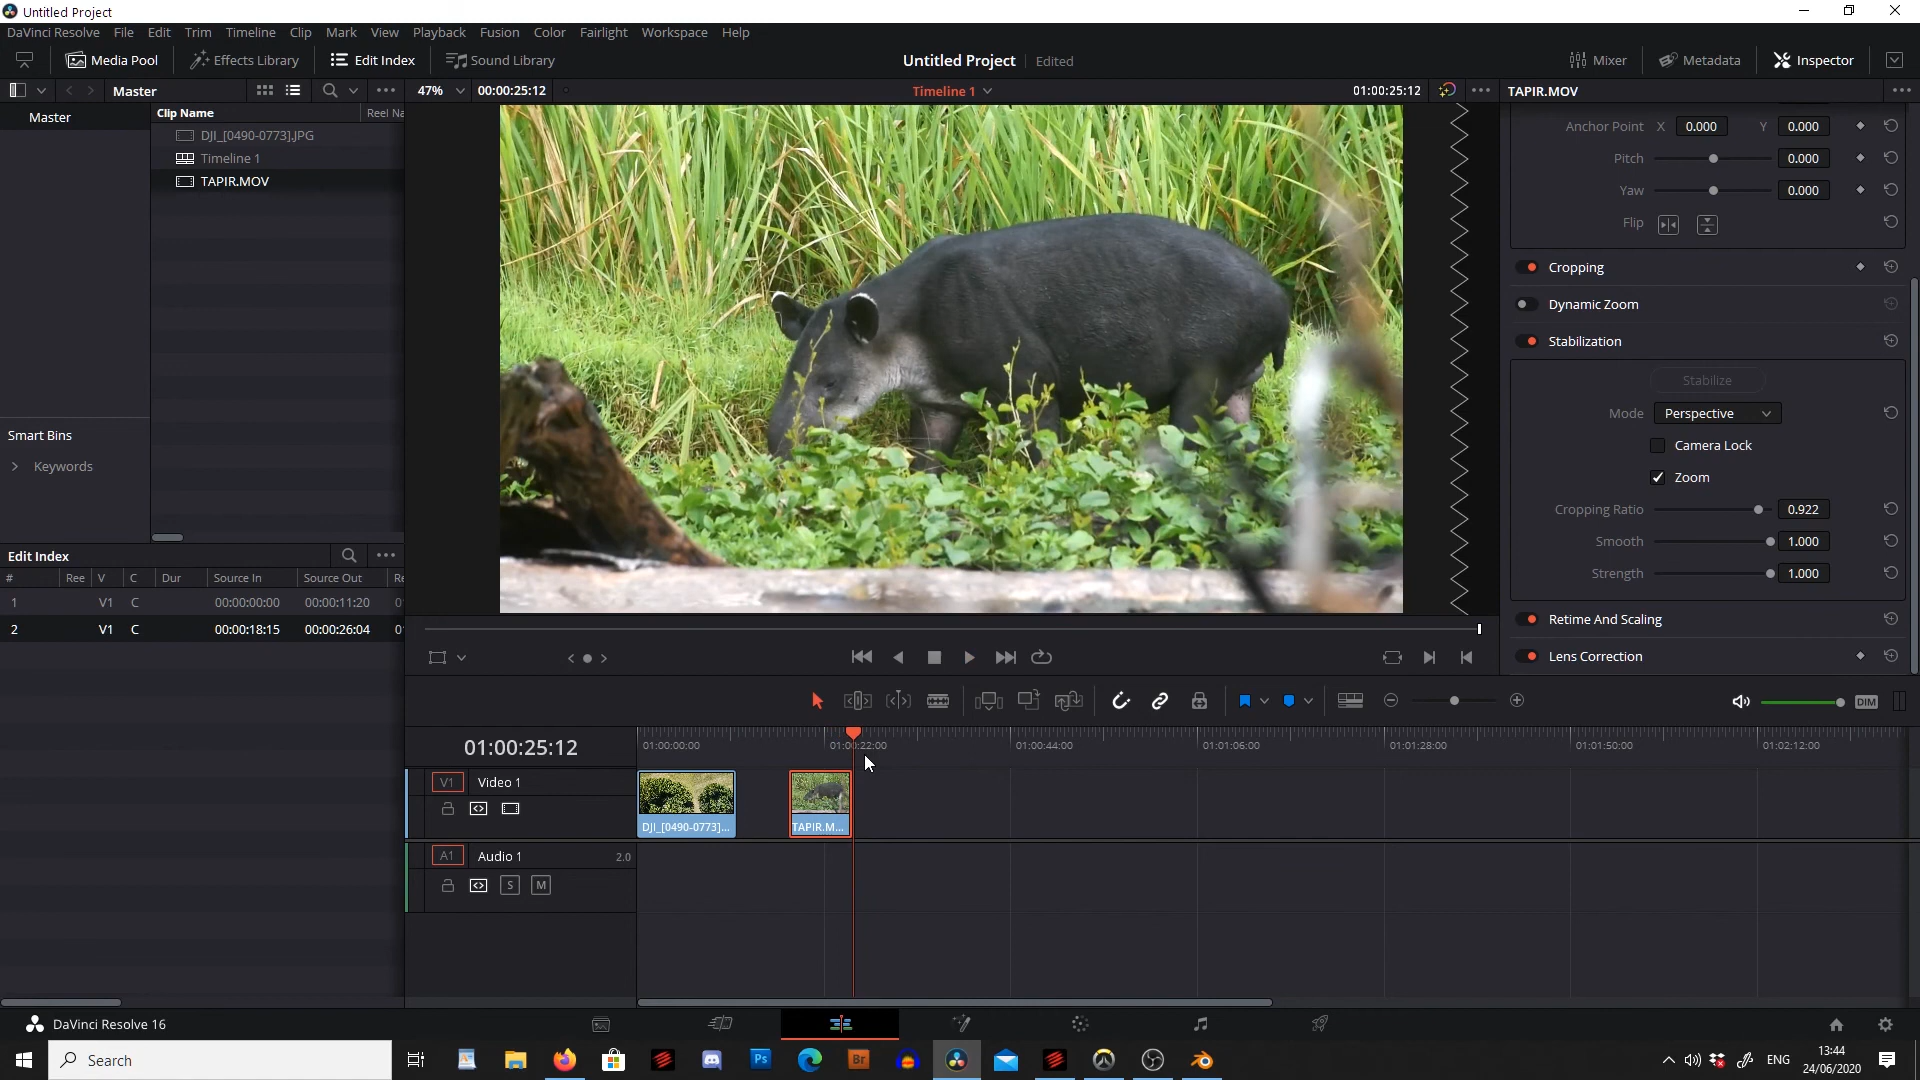 Untitled Project
DaVinci Resolve File Edit Trim Timeline Clip Mark View Playback Fusion Color Fairlight Workspace Help
Media Pool Effects Library Edit Index Sound Library Untitled Project Edited Mixer Metadata Inspector
Master 47% 00:00:25:12 Timeline 1 01:00:25:12 TAPIR.MOV
Master
Clip Name Reel Na
DJI_[0490-0773].JPG
Timeline 1
TAPIR.MOV
Smart Bins
Keywords
Anchor Point X 0.000 Y 0.000
Pitch 0.000
Yaw 0.000
Flip
Cropping
Dynamic Zoom
Stabilization
Stabilize
Mode Perspective
Camera Lock
Zoom
Cropping Ratio 0.922
Smooth 1.000
Strength 1.000
Retime And Scaling
Lens Correction
Edit Index
# Ree V C Dur Source In Source Out Re
1 V1 C 00:00:00:00 00:00:11:20 0
2 V1 C 00:00:18:15 00:00:26:04 0
DIM
01:00:25:12
01:00:00:00 01:00:22:00 01:00:44:00 01:01:06:00 01:01:28:00 01:01:50:00 01:02:12:00
V1 Video 1
DJI_[0490-0773]... TAPIR.M...
A1 Audio 1 2.0
S M
DaVinci Resolve 16
Search
Ps
Br
ENG
13:44
24/06/2020